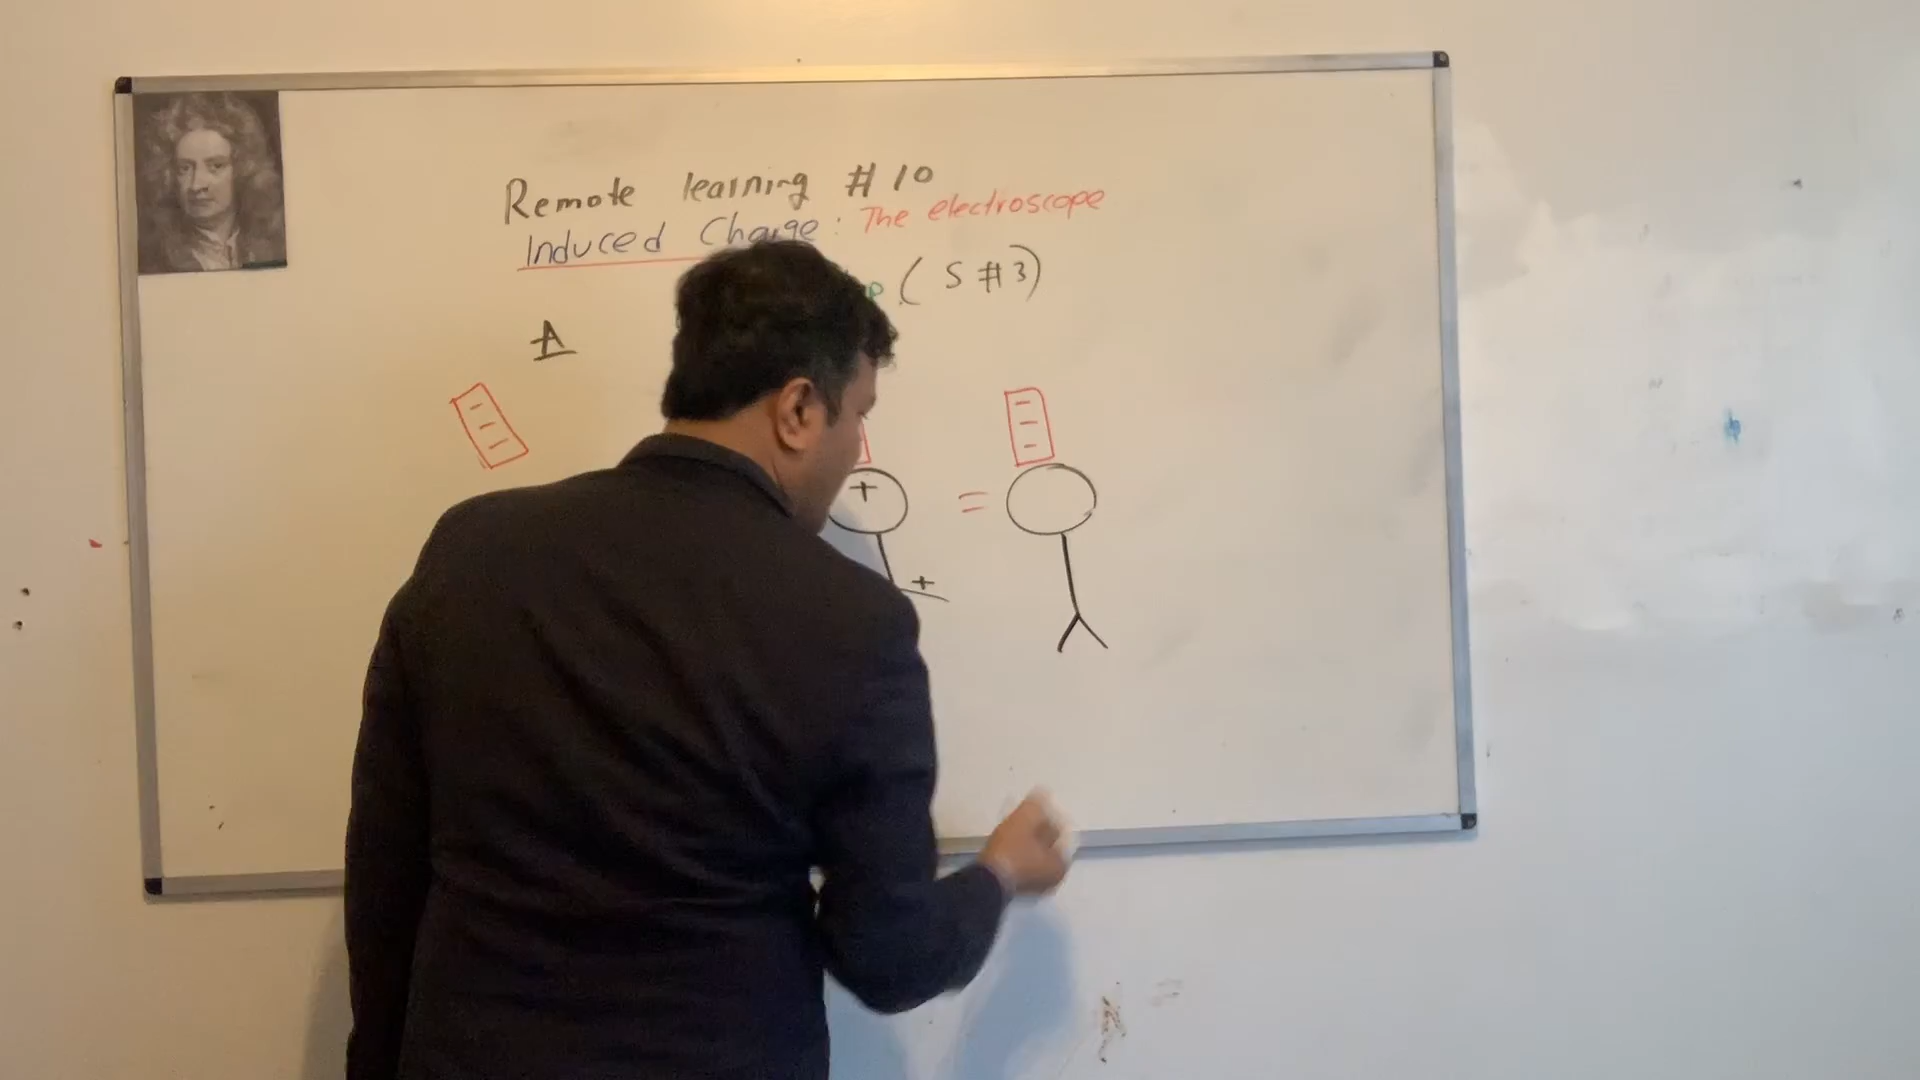 Remote learning # 10
Induced Charge: The electroscope
(S #3)
A
- - -
+
=
- - -
+